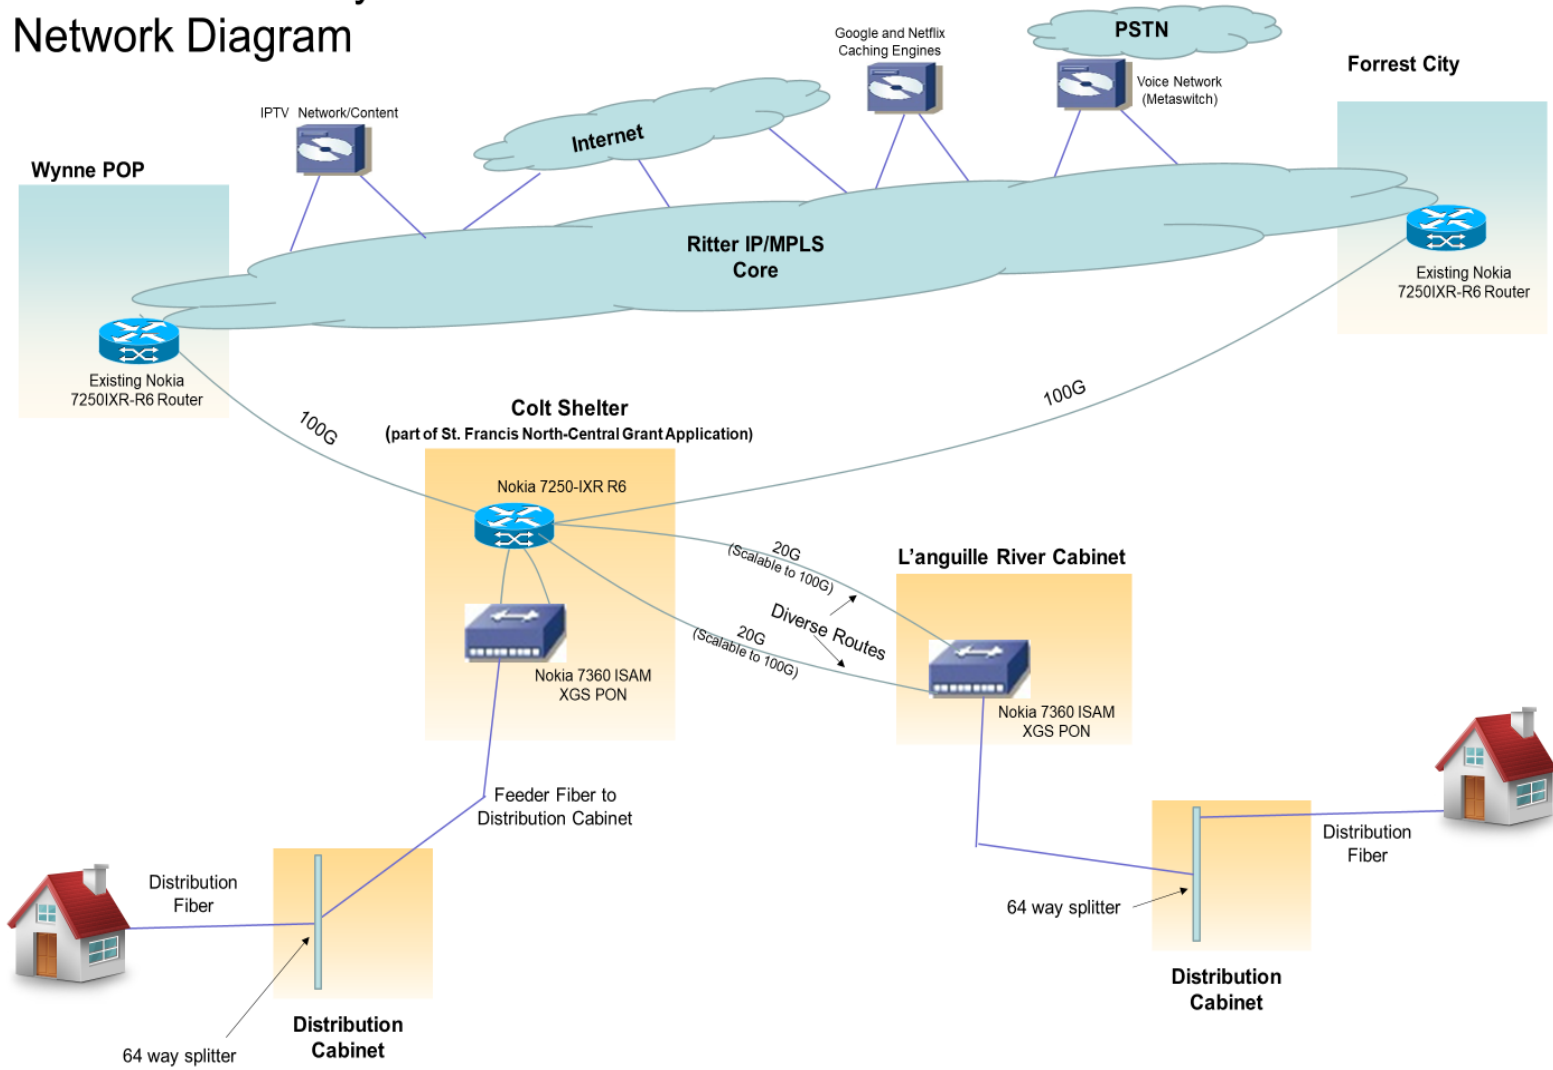 Network Diagram
PSTN
Google and Netflix
Caching Engines
Forrest City
Voice Network
(Metaswitch)
IPTV Network/Content
Internet
Wynne POP
Ritter IP/MPLS
Core
Existing Nokia
7250IXR-R6 Router
Existing Nokia
7250IXR-R6 Router
100G
100G
Colt Shelter
(part of St. Francis North-Central Grant Application)
Nokia 7250-IXR R6
20G
(Scalable to 100G)
L'anguille River Cabinet
Diverse Routes
20G
(Scalable to 100G)
Nokia 7360 ISAM
XGS PON
Nokia 7360 ISAM
XGS PON
Feeder Fiber to
Distribution Cabinet
Distribution
Fiber
Distribution
Fiber
64 way splitter
Distribution
Cabinet
Distribution
Cabinet
64 way splitter